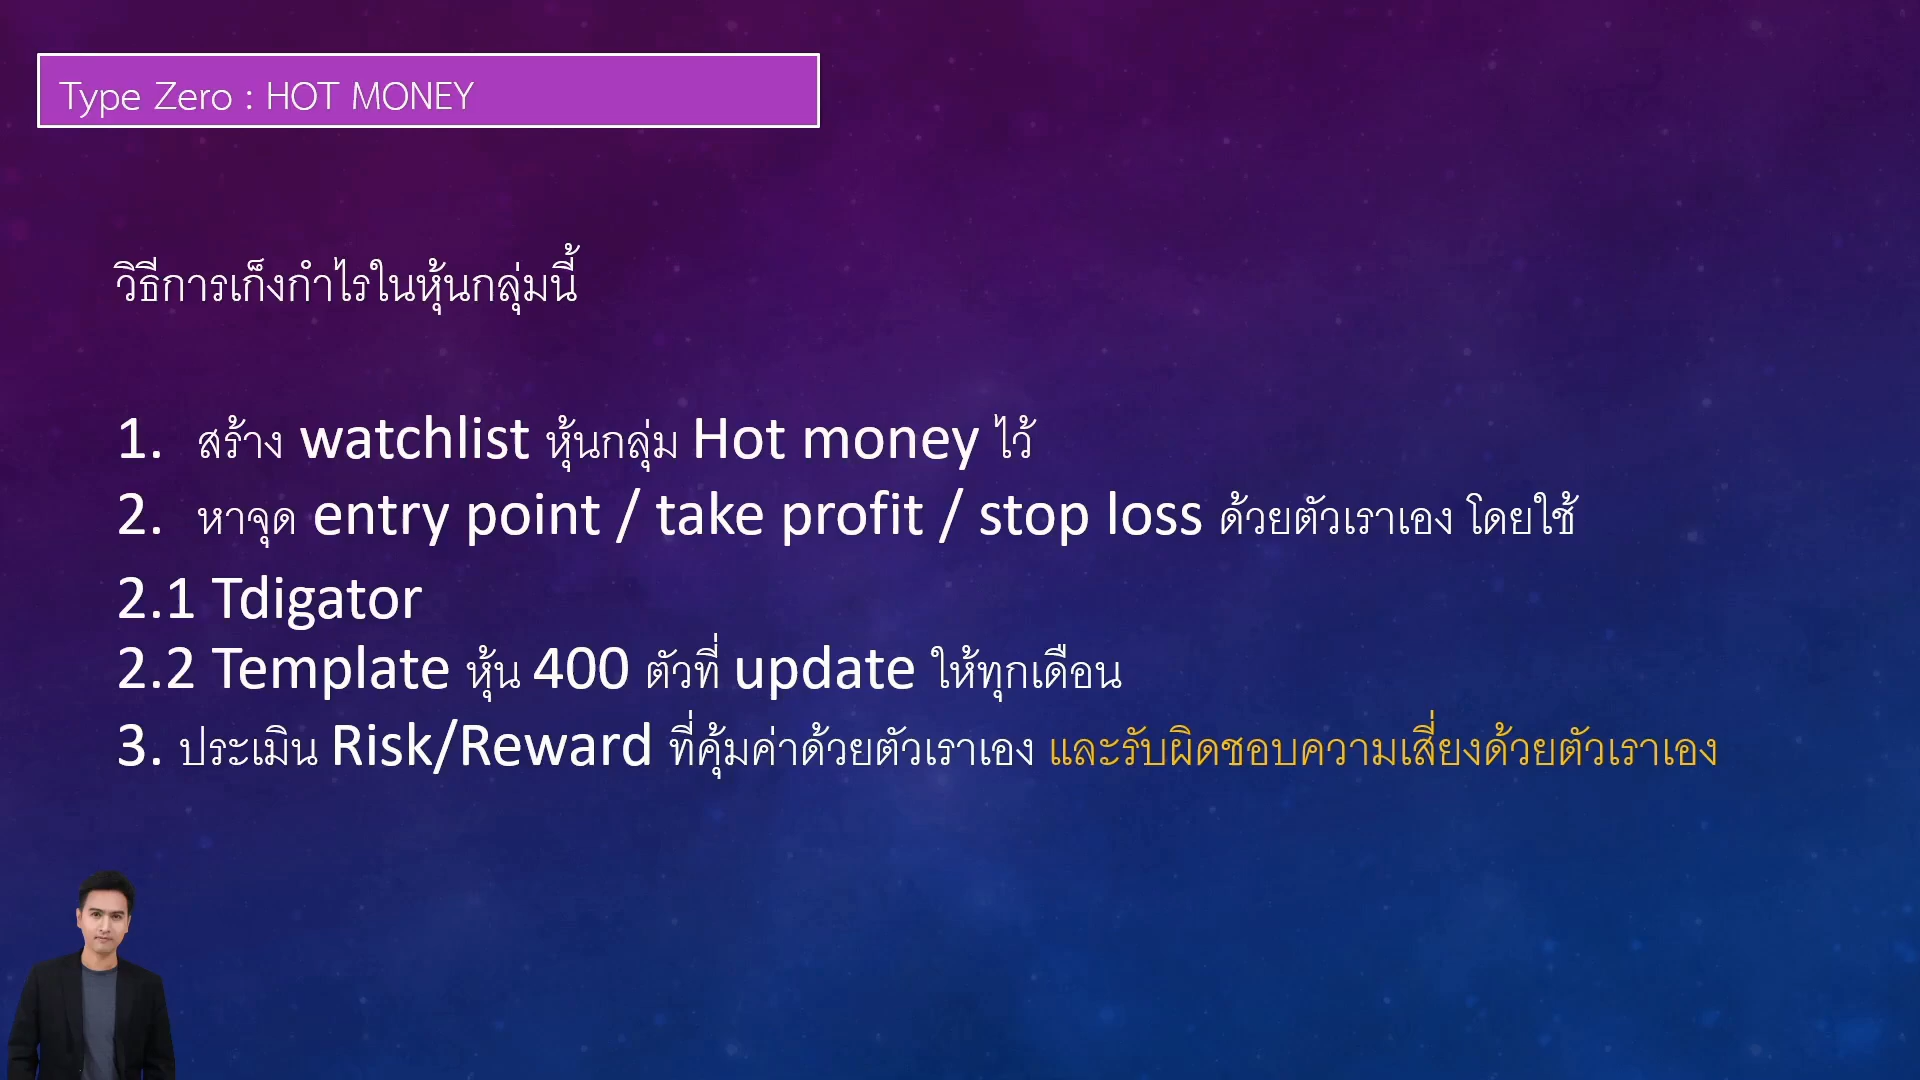 Type Zero : HOT MONEY
วิธีการเก็งกำไรในหุ้นกลุ่มนี้
1. สร้าง watchlist หุ้นกลุ่ม Hot money ไว้
2. หาจุด entry point / take profit / stop loss ด้วยตัวเราเอง โดยใช้
2.1 Tdigator
2.2 Template หุ้น 400 ตัวที่ update ให้ทุกเดือน
3. ประเมิน Risk/Reward ที่คุ้มค่าด้วยตัวเราเอง และรับผิดชอบความเสี่ยงด้วยตัวเราเอง